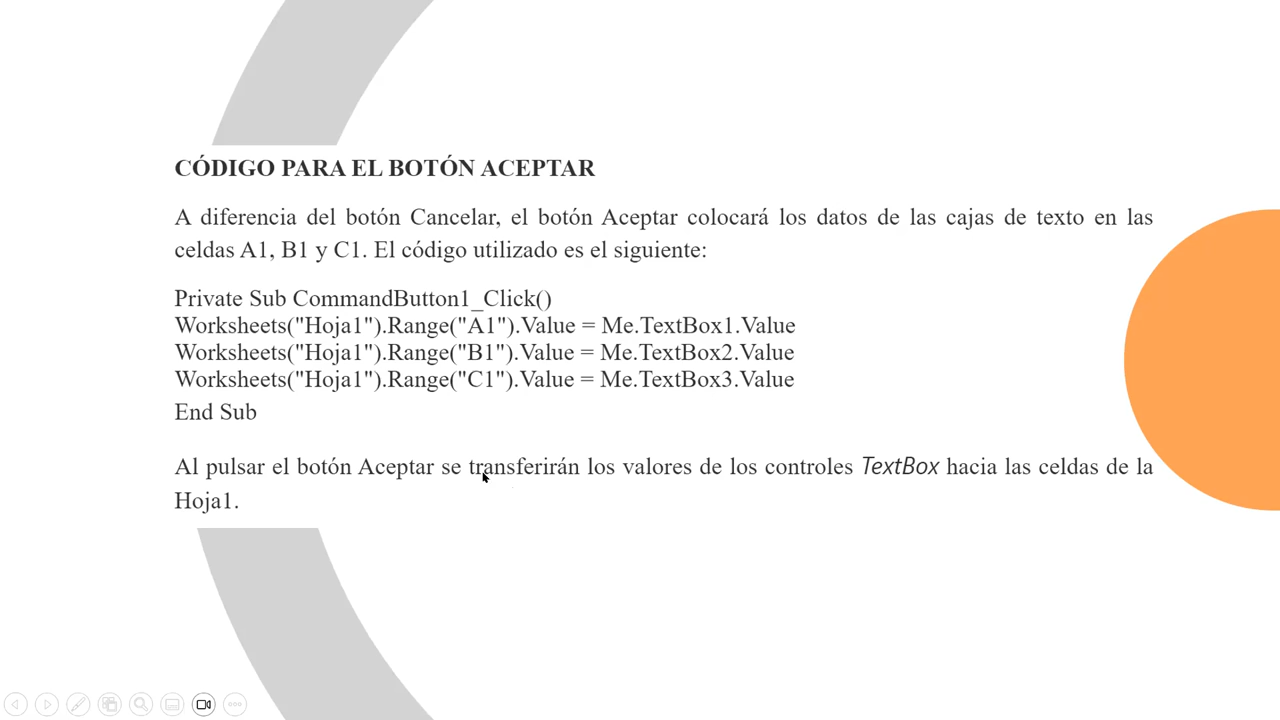 CÓDIGO PARA EL BOTÓN ACEPTAR
A diferencia del botón Cancelar, el botón Aceptar colocará los datos de las cajas de texto en las
celdas A1, B1 y C1. El código utilizado es el siguiente:
Private Sub CommandButton1_Click()
Worksheets("Hoja1").Range("A1").Value = Me.TextBox1.Value
Worksheets("Hoja1").Range("B1").Value = Me.TextBox2.Value
Worksheets("Hoja1").Range("C1").Value = Me.TextBox3.Value
End Sub
Al pulsar el botón Aceptar se transferirán los valores de los controles TextBox hacia las celdas de la
Hoja1.